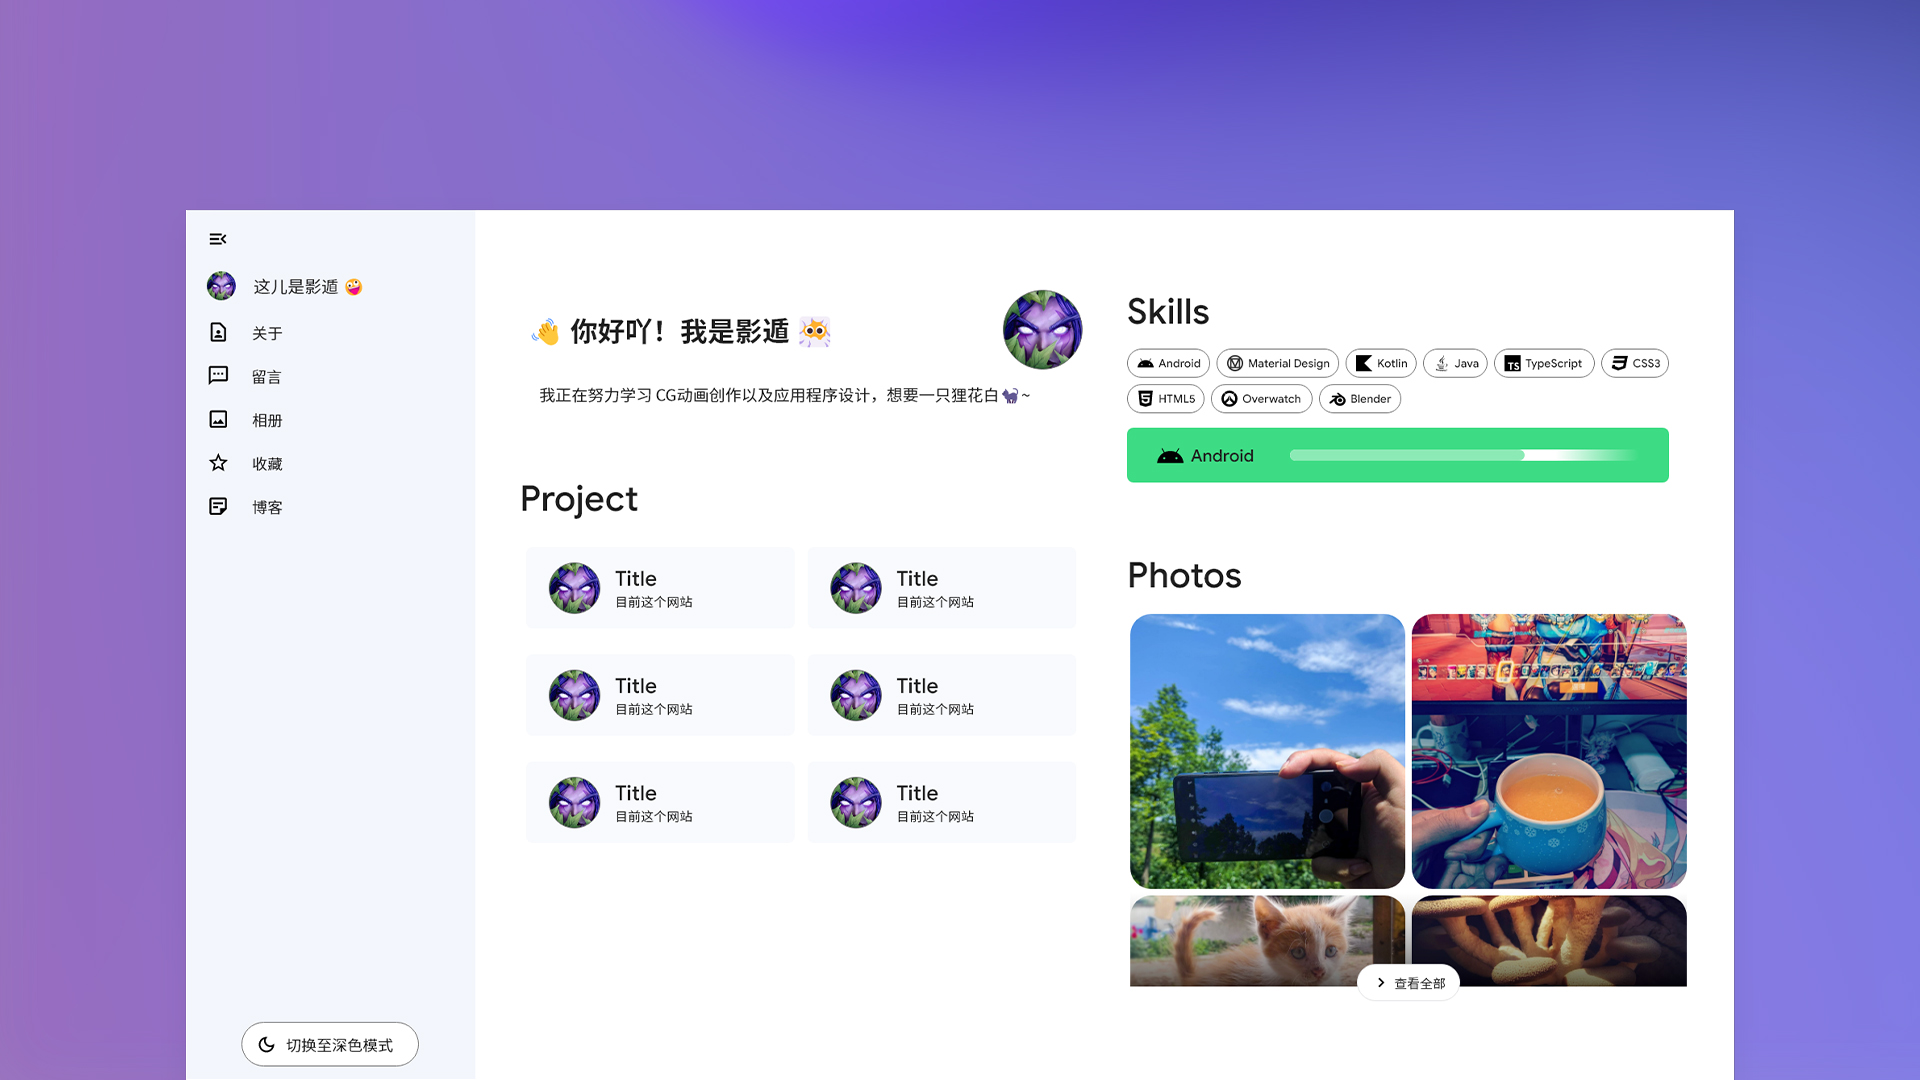 这儿是影遁 🤪
关于
留言
相册
收藏
博客
切换至深色模式
👋 你好吖！我是影遁
我正在努力学习 CG动画创作以及应用程序设计，想要一只狸花白🐈‍⬛~
Project
Title
目前这个网站
Title
目前这个网站
Title
目前这个网站
Title
目前这个网站
Title
目前这个网站
Title
目前这个网站
Skills
Android
Material Design
Kotlin
Java
TS TypeScript
CSS3
HTML5
Overwatch
Blender
Android
Photos
查看全部